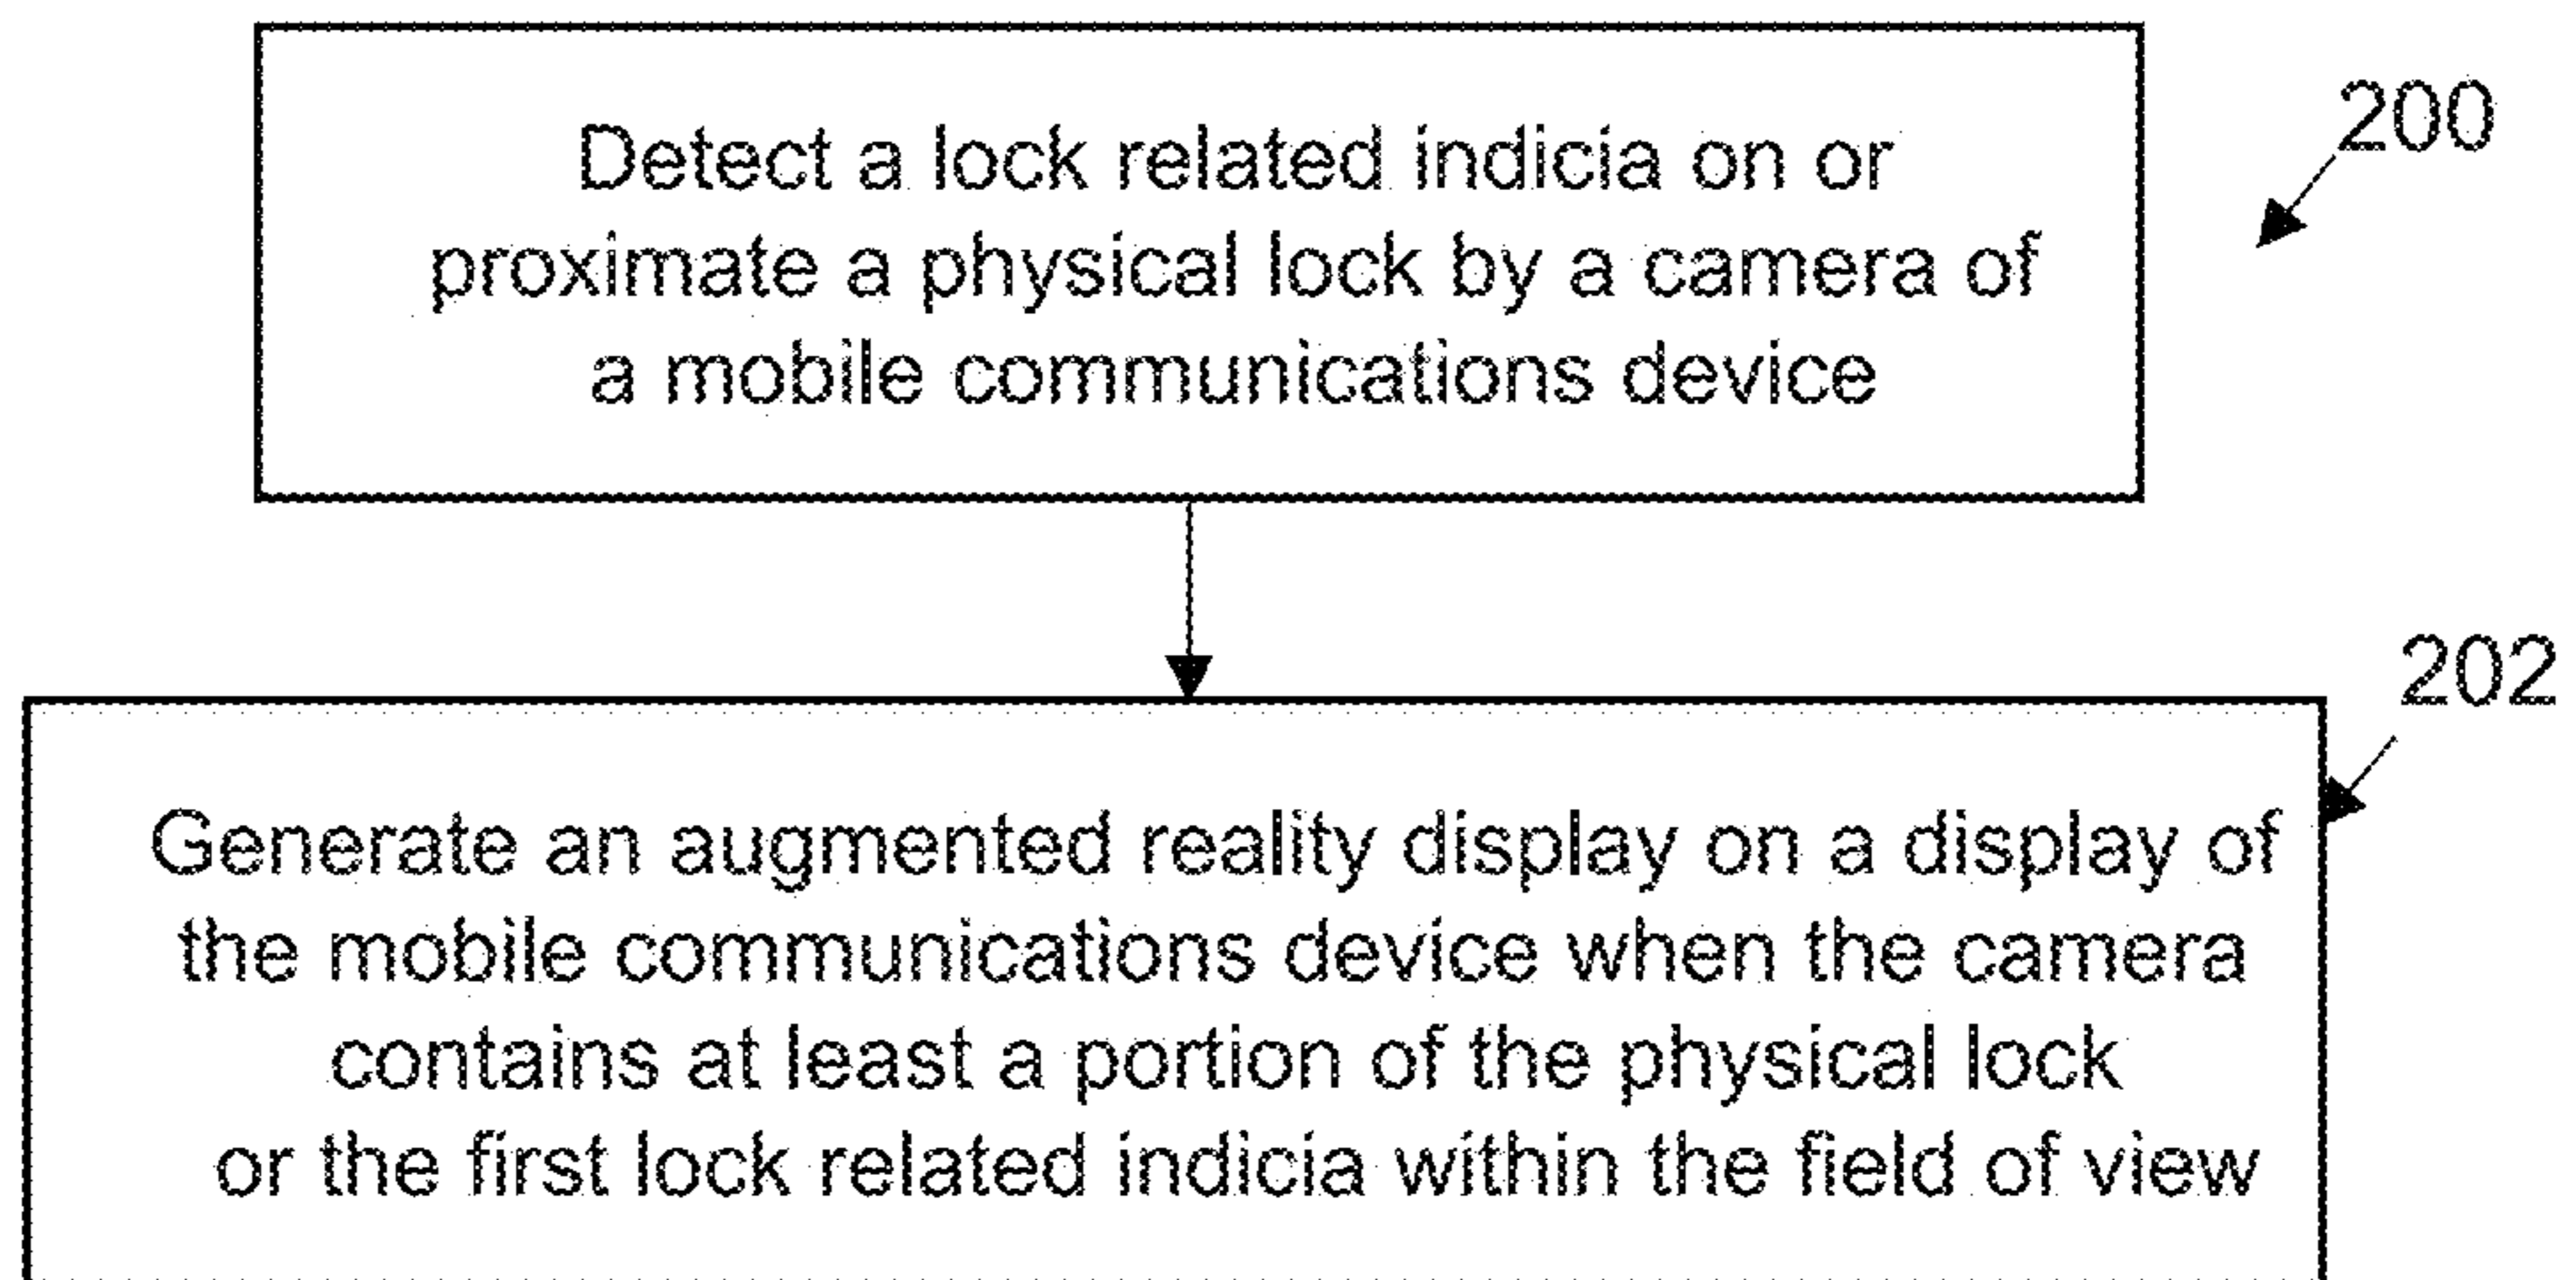 200
Detect a lock related indicia on or
proximate a physical lock by a camera of
a mobile communications device
202
Generate an augmented reality display on a display of
the mobile communications device when the camera
contains at least a portion of the physical lock
or the first lock related indicia within the field of view